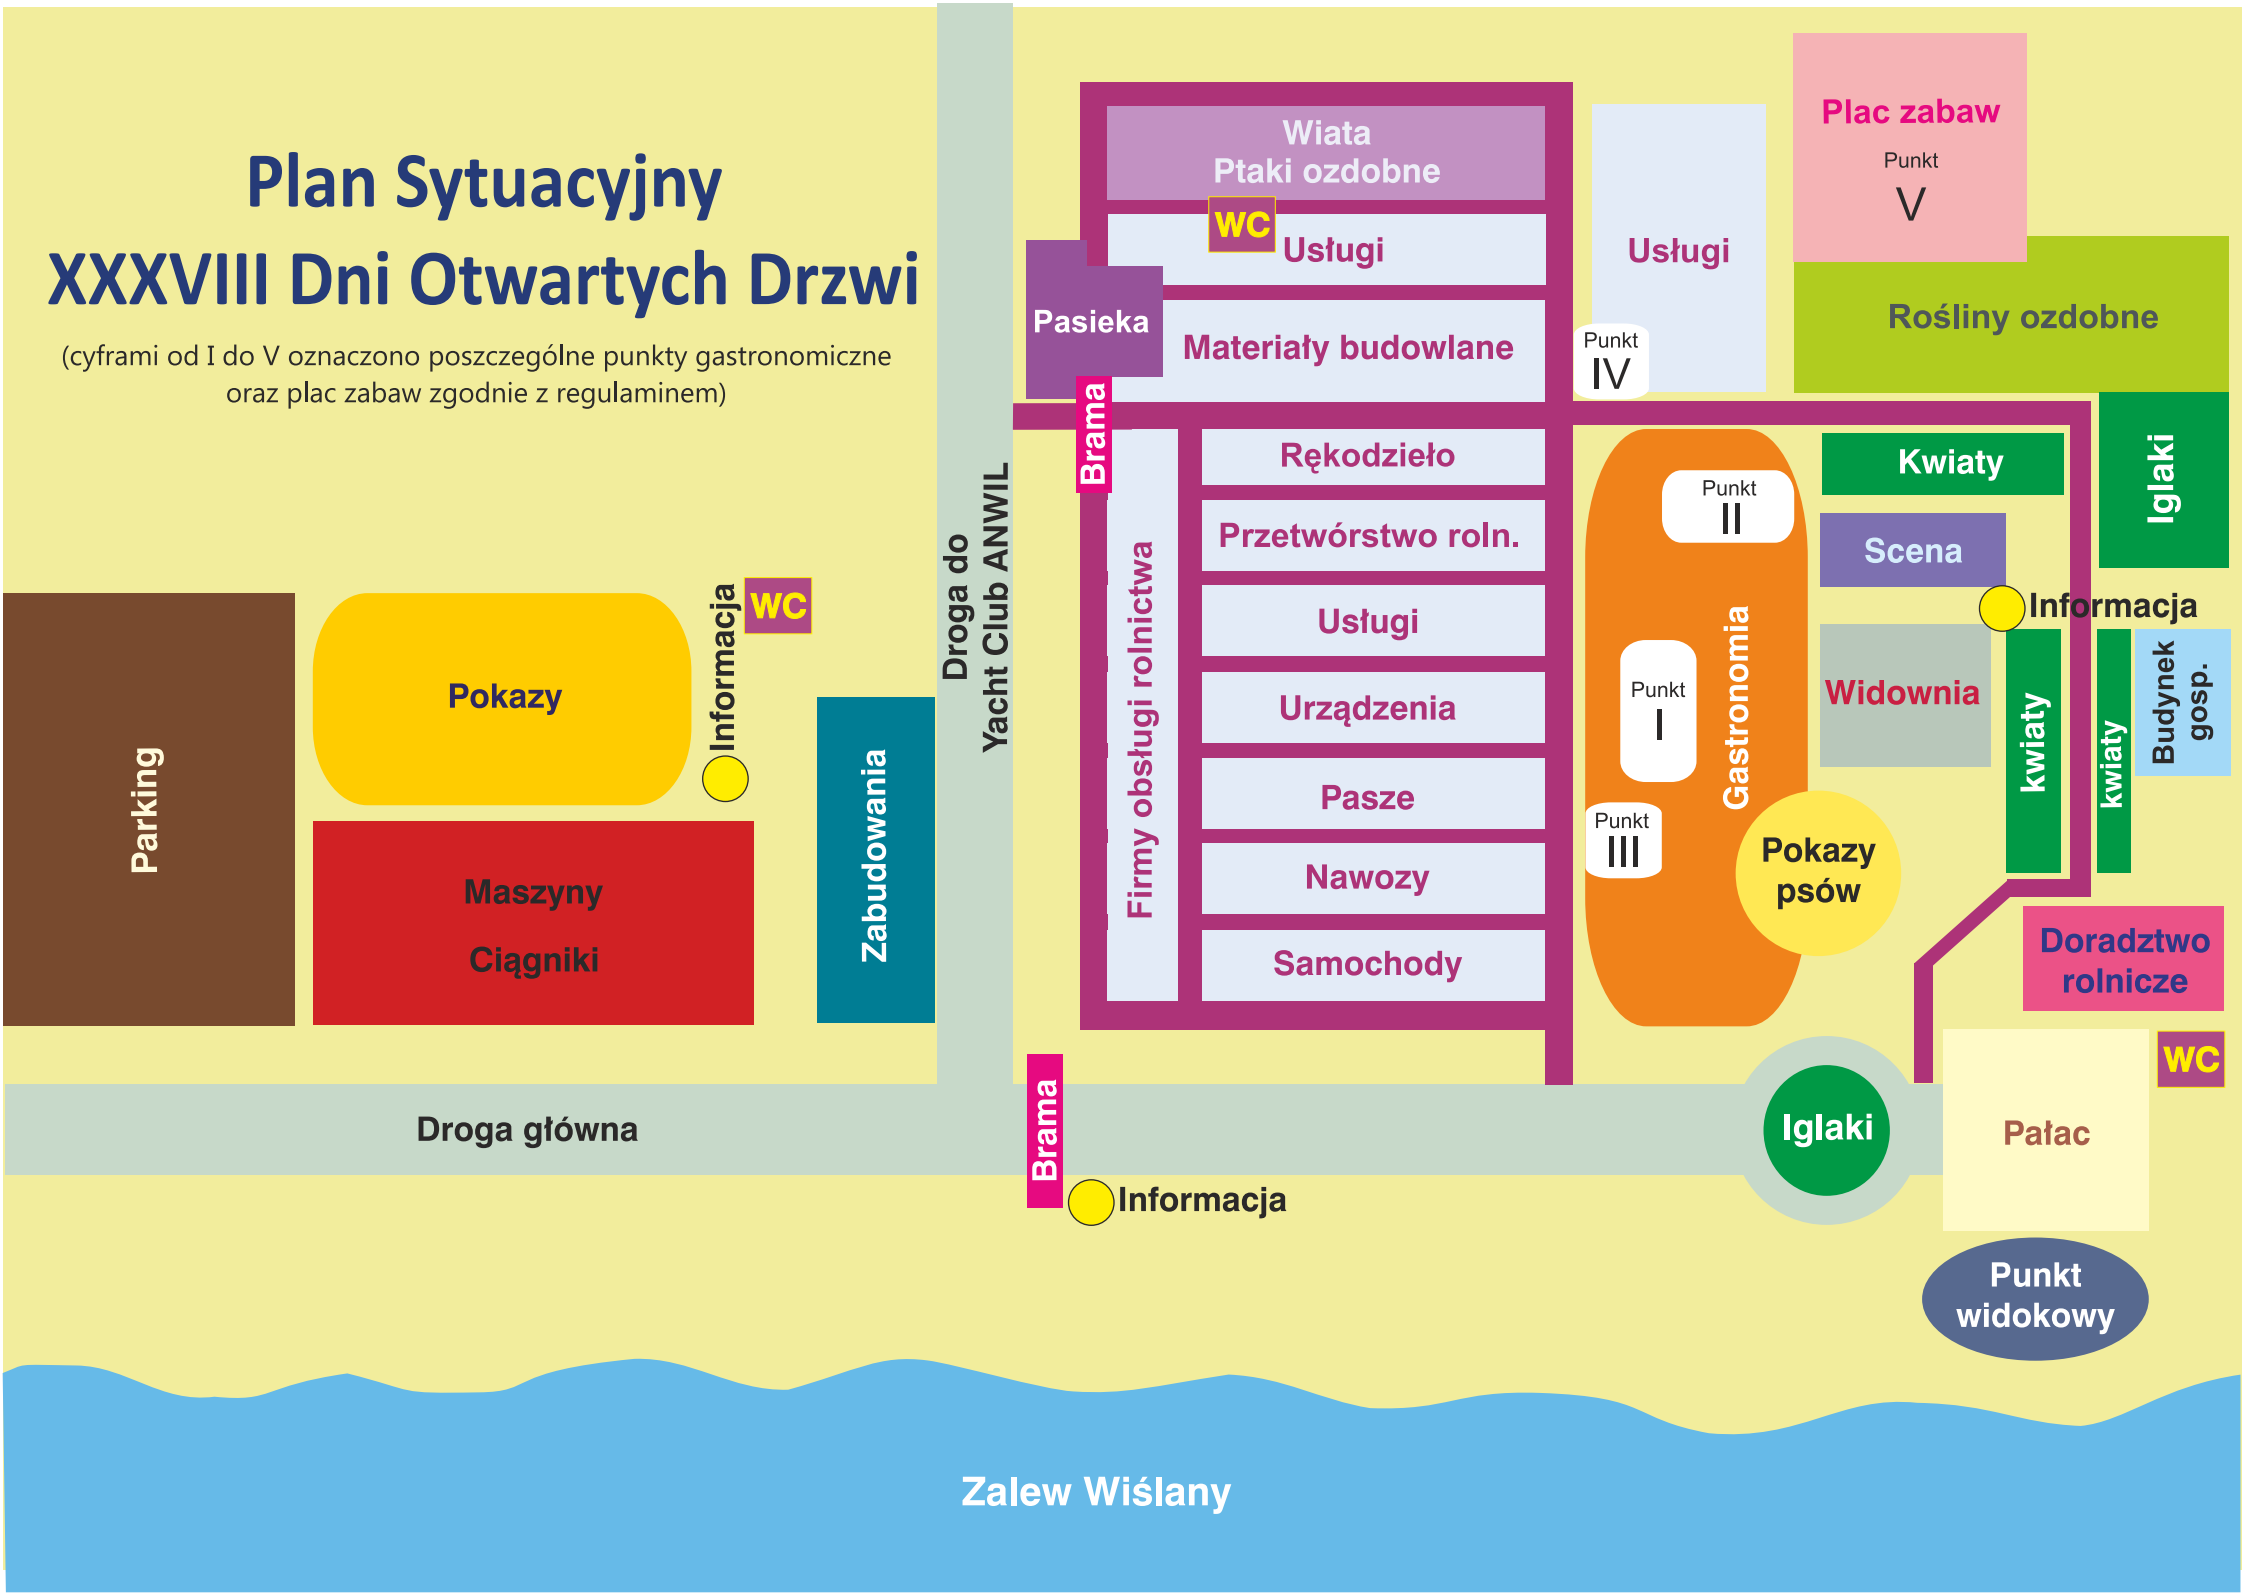 Plan Sytuacyjny
XXXVIII Dni Otwartych Drzwi
(cyframi od I do V oznaczono poszczególne punkty gastronomiczne
oraz plac zabaw zgodnie z regulaminem)
Wiata
Ptaki ozdobne
WC
Usługi
Pasieka
Materiały budowlane
Brama
Usługi
Punkt
IV
Plac zabaw
Punkt
V
Rośliny ozdobne
Iglaki
Kwiaty
Droga do
Yacht Club ANWIL
Firmy obsługi rolnictwa
Rękodzieło
Przetwórstwo roln.
Usługi
Urządzenia
Pasze
Nawozy
Samochody
Gastronomia
Punkt
II
Punkt
I
Punkt
III
Scena
Informacja
Widownia
kwiaty
kwiaty
Budynek
gosp.
Pokazy
psów
Doradztwo
rolnicze
WC
Parking
Pokazy
Informacja
WC
Maszyny
Ciągniki
Zabudowania
Droga główna
Brama
Informacja
Iglaki
Pałac
Punkt
widokowy
Zalew Wiślany